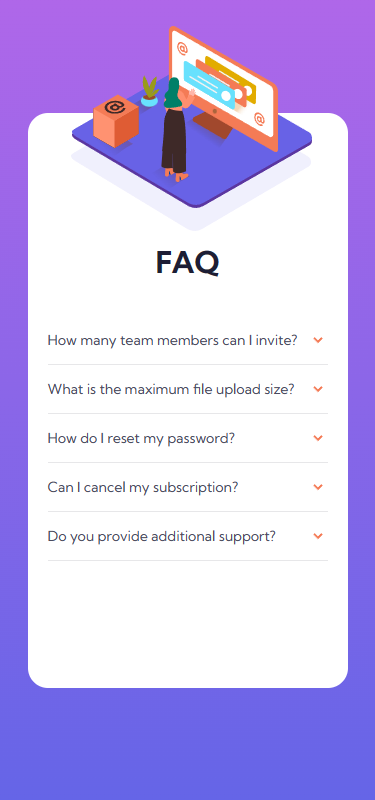 @
@
@
FAQ
How many team members can I invite?
What is the maximum file upload size?
How do I reset my password?
Can I cancel my subscription?
Do you provide additional support?